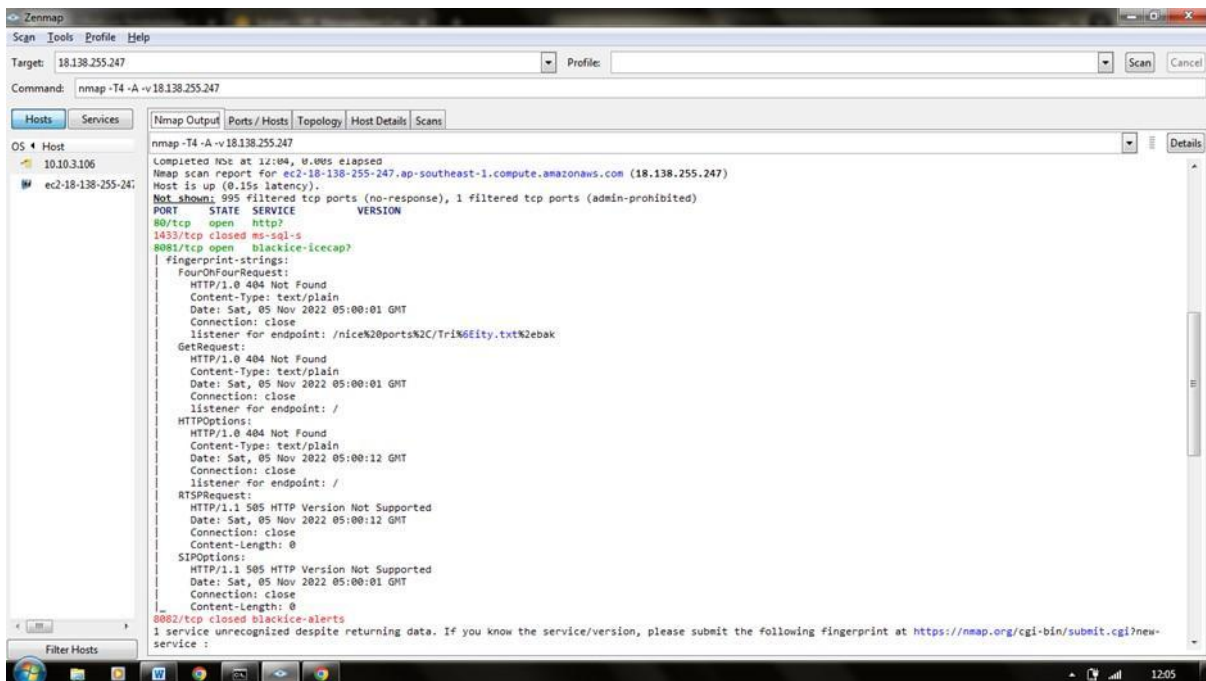 Zenmap
Scan Tools Profile Help
Target: 18.138.255.247 Profile: Scan Cancel
Command: nmap -T4 -A -v 18.138.255.247
Hosts Services Nmap Output Ports / Hosts Topology Host Details Scans
OS Host nmap -T4 -A -v 18.138.255.247 Details
10.10.3.106
ec2-18-138-255-247
Completed NSE at 12:04, 0.00s elapsed
Nmap scan report for ec2-18-138-255-247.ap-southeast-1.compute.amazonaws.com (18.138.255.247)
Host is up (0.15s latency).
Not shown: 995 filtered tcp ports (no-response), 1 filtered tcp ports (admin-prohibited)
PORT STATE SERVICE VERSION
80/tcp open http?
1433/tcp closed ms-sql-s
8081/tcp open blackice-icecap?
| fingerprint-strings:
| FourOhFourRequest:
| HTTP/1.0 404 Not Found
| Content-Type: text/plain
| Date: Sat, 05 Nov 2022 05:00:01 GMT
| Connection: close
| listener for endpoint: /nice%20ports%2C/Tri%6Eity.txt%2ebak
| GetRequest:
| HTTP/1.0 404 Not Found
| Content-Type: text/plain
| Date: Sat, 05 Nov 2022 05:00:01 GMT
| Connection: close
| listener for endpoint: /
| HTTPOptions:
| HTTP/1.0 404 Not Found
| Content-Type: text/plain
| Date: Sat, 05 Nov 2022 05:00:12 GMT
| Connection: close
| listener for endpoint: /
| RTSPRequest:
| HTTP/1.1 505 HTTP Version Not Supported
| Date: Sat, 05 Nov 2022 05:00:12 GMT
| Connection: close
| Content-Length: 0
| SIPOptions:
| HTTP/1.1 505 HTTP Version Not Supported
| Date: Sat, 05 Nov 2022 05:00:01 GMT
| Connection: close
|_ Content-Length: 0
8082/tcp closed blackice-alerts
1 service unrecognized despite returning data. If you know the service/version, please submit the following fingerprint at https://nmap.org/cgi-bin/submit.cgi?new-
service :
Filter Hosts
12:05